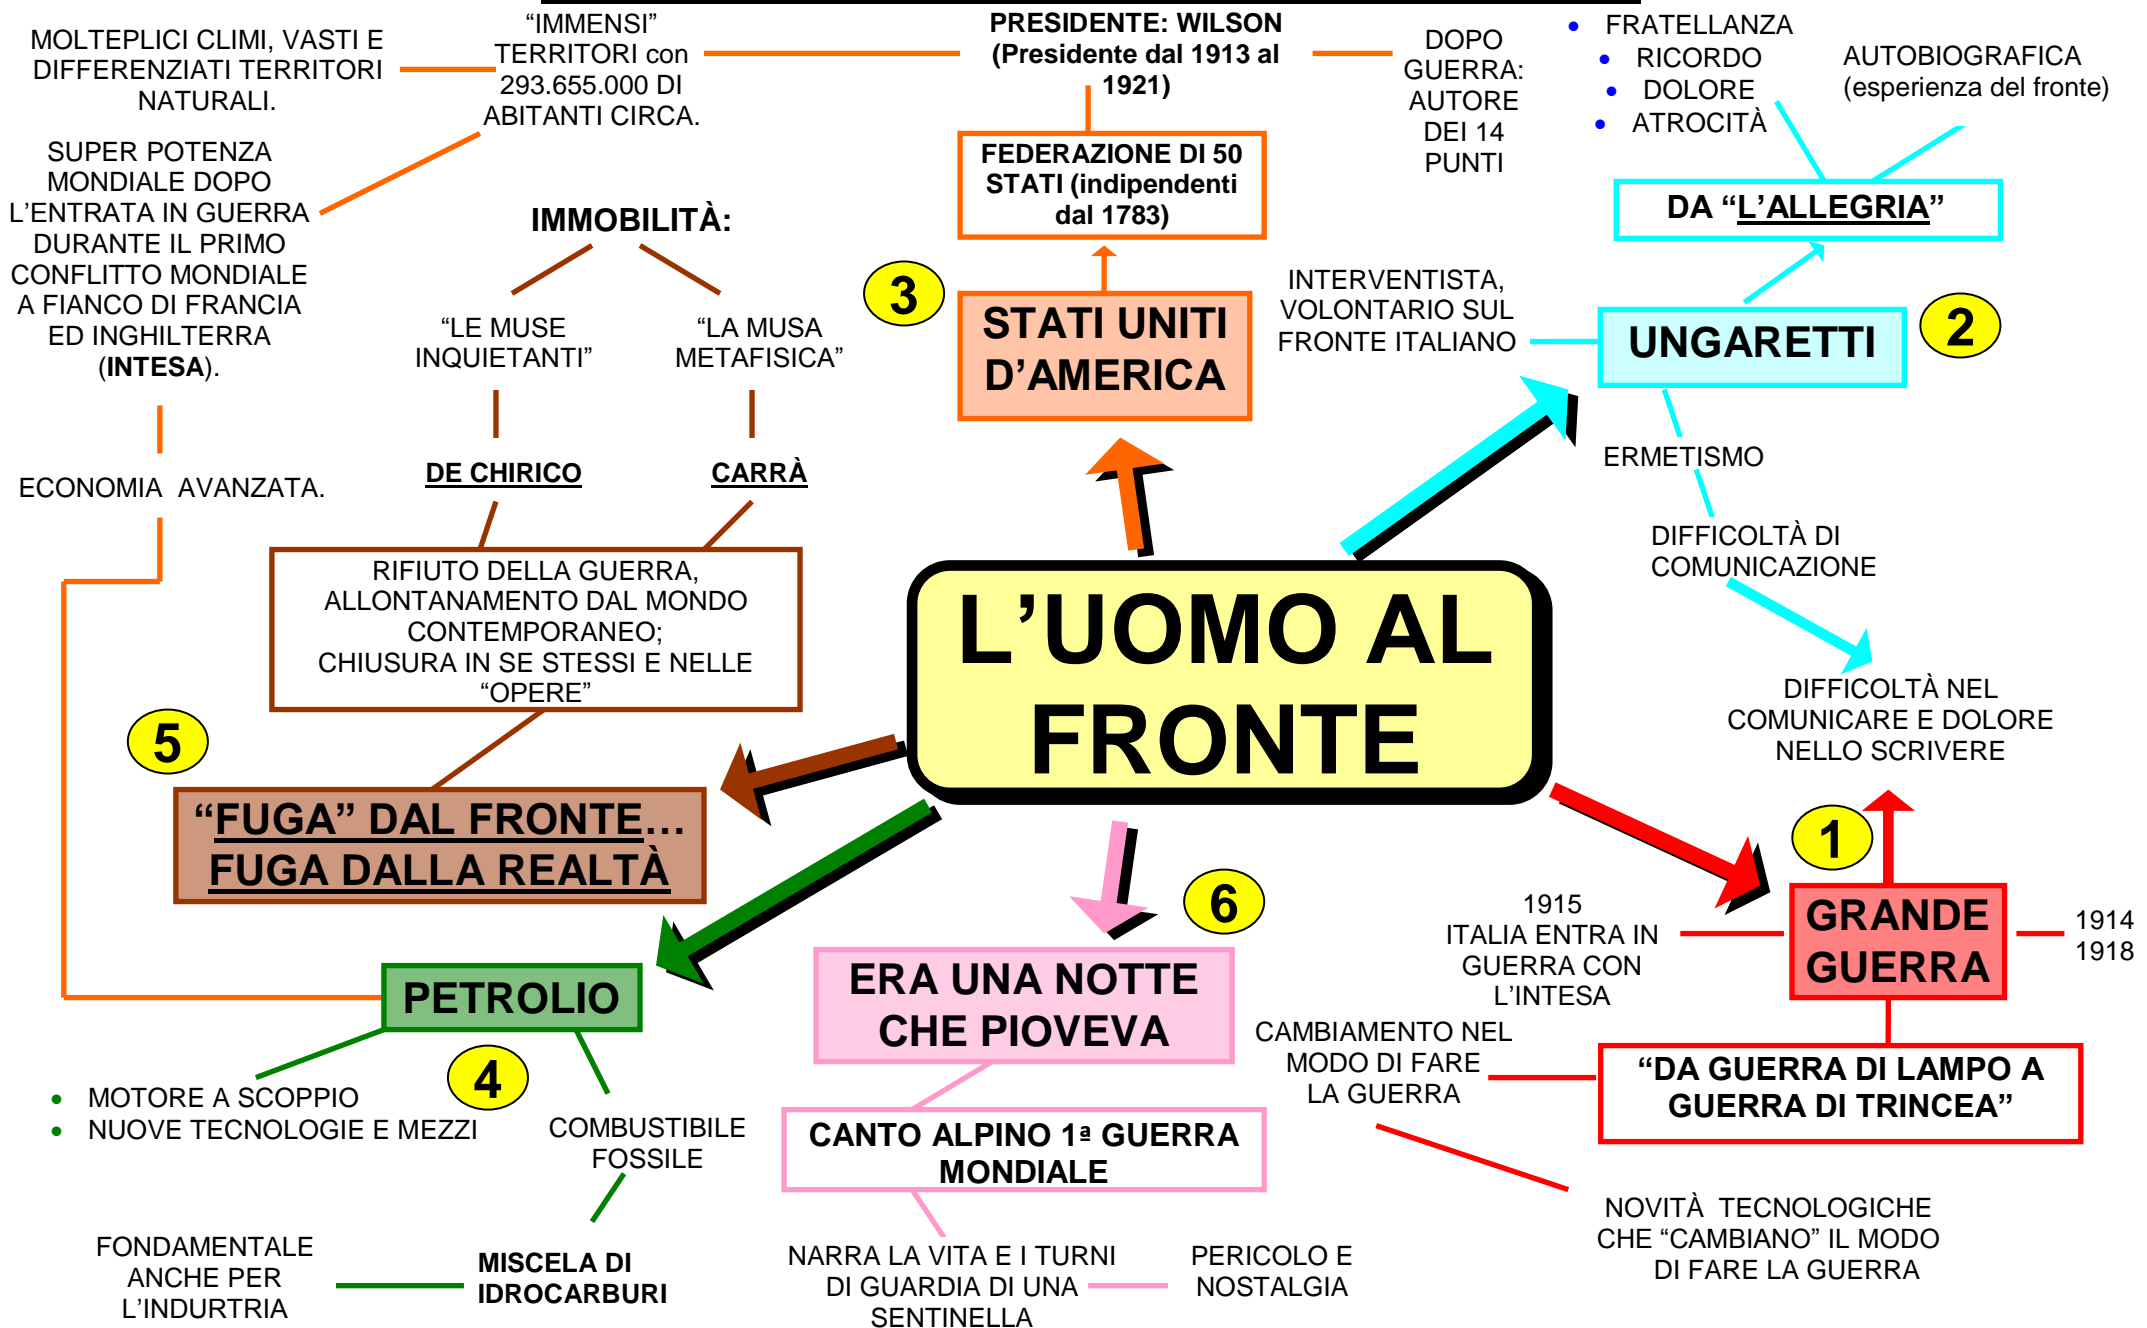 MOLTEPLICI CLIMI, VASTI E
DIFFERENZIATI TERRITORI
NATURALI.
“IMMENSI”
TERRITORI con
293.655.000 DI
ABITANTI CIRCA.
PRESIDENTE: WILSON
(Presidente dal 1913 al
1921)
DOPO
GUERRA:
AUTORE
DEI 14
PUNTI
• FRATELLANZA
• RICORDO
• DOLORE
• ATROCITÀ
AUTOBIOGRAFICA
(esperienza del fronte)
SUPER POTENZA
MONDIALE DOPO
L’ENTRATA IN GUERRA
DURANTE IL PRIMO
CONFLITTO MONDIALE
A FIANCO DI FRANCIA
ED INGHILTERRA
(INTESA).
FEDERAZIONE DI 50
STATI (indipendenti
dal 1783)
DA “L’ALLEGRIA”
IMMOBILITÀ:
“LE MUSE
INQUIETANTI”
“LA MUSA
METAFISICA”
3
STATI UNITI
D’AMERICA
INTERVENTISTA,
VOLONTARIO SUL
FRONTE ITALIANO
UNGARETTI
2
DE CHIRICO
CARRÀ
ERMETISMO
ECONOMIA AVANZATA.
DIFFICOLTÀ DI
COMUNICAZIONE
RIFIUTO DELLA GUERRA,
ALLONTANAMENTO DAL MONDO
CONTEMPORANEO;
CHIUSURA IN SE STESSI E NELLE
“OPERE”
L’UOMO AL
FRONTE
DIFFICOLTÀ NEL
COMUNICARE E DOLORE
NELLO SCRIVERE
5
“FUGA” DAL FRONTE…
FUGA DALLA REALTÀ
1
6
1915
ITALIA ENTRA IN
GUERRA CON
L’INTESA
GRANDE
GUERRA
1914
1918
PETROLIO
ERA UNA NOTTE
CHE PIOVEVA
4
CAMBIAMENTO NEL
MODO DI FARE
LA GUERRA
“DA GUERRA DI LAMPO A
GUERRA DI TRINCEA”
• MOTORE A SCOPPIO
• NUOVE TECNOLOGIE E MEZZI
COMBUSTIBILE
FOSSILE
CANTO ALPINO 1ª GUERRA
MONDIALE
NOVITÀ TECNOLOGICHE
CHE “CAMBIANO” IL MODO
DI FARE LA GUERRA
FONDAMENTALE
ANCHE PER
L’INDURTRIA
MISCELA DI
IDROCARBURI
NARRA LA VITA E I TURNI
DI GUARDIA DI UNA
SENTINELLA
PERICOLO E
NOSTALGIA